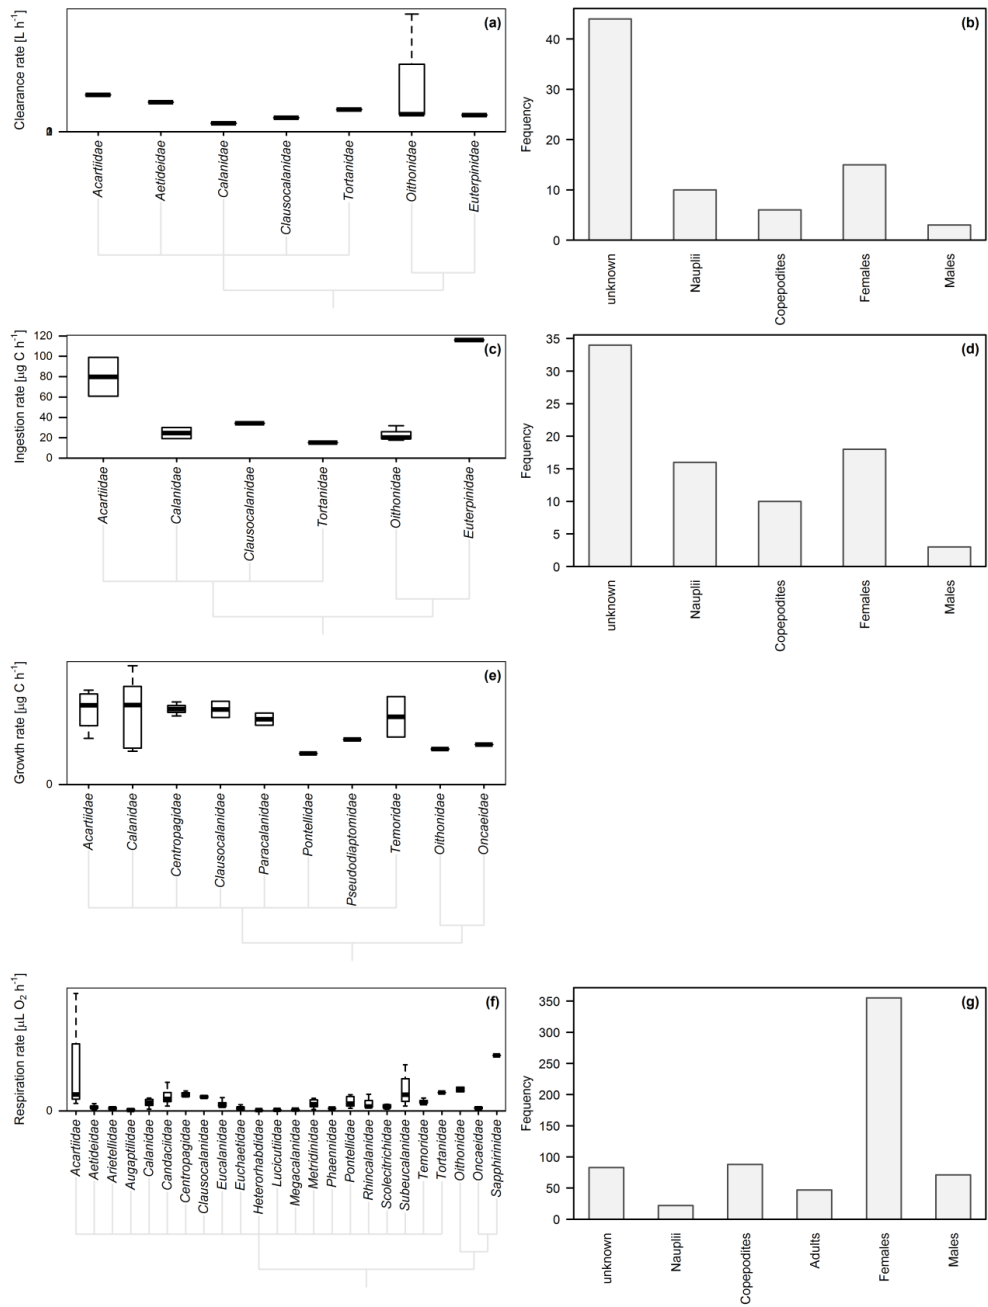 Clearance rate [L h⁻¹]
(a)
Acartiidae
Aetideidae
Calanidae
Clausocalanidae
Tortanidae
Oithonidae
Euterpinidae
Fequency
40
30
20
10
0
(b)
unknown
Nauplii
Copepodites
Females
Males
Ingestion rate [µg C h⁻¹]
120
100
80
60
40
20
0
(c)
Acartiidae
Calanidae
Clausocalanidae
Tortanidae
Oithonidae
Euterpinidae
Fequency
35
30
25
20
15
10
5
0
(d)
unknown
Nauplii
Copepodites
Females
Males
Growth rate [µg C h⁻¹]
0
(e)
Acartiidae
Calanidae
Centropagidae
Clausocalanidae
Paracalanidae
Pontellidae
Pseudodiaptomidae
Temoridae
Oithonidae
Oncaeidae
Respiration rate [µL O₂ h⁻¹]
0
(f)
Acartiidae
Aetideidae
Arietellidae
Augaptilidae
Calanidae
Candaciidae
Centropagidae
Clausocalanidae
Eucalanidae
Euchaetidae
Heterorhabdidae
Lucicutiidae
Megacalanidae
Metridinidae
Phaennidae
Pontellidae
Rhincalanidae
Scolecitrichidae
Subeucalanidae
Temoridae
Tortanidae
Oithonidae
Oncaeidae
Sapphirinidae
Fequency
350
300
250
200
150
100
50
0
(g)
unknown
Nauplii
Copepodites
Adults
Females
Males